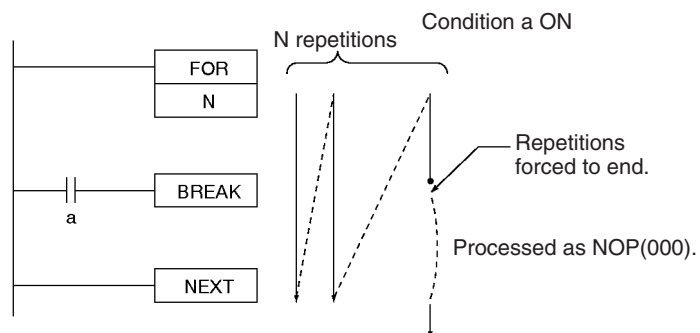 Condition a ON
N repetitions
FOR
N
Repetitions
forced to end.
BREAK
a
Processed as NOP(000).
NEXT